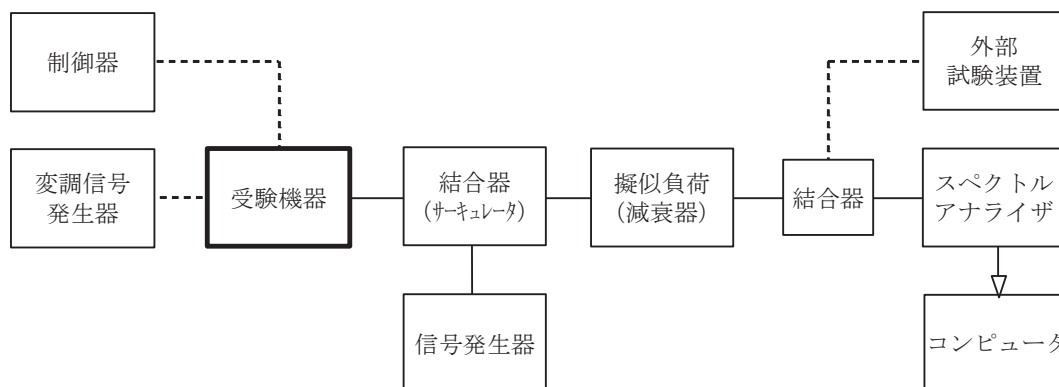 制御器
外部
試験装置
変調信号
発生器
受験機器
結合器
(サーキュレータ)
擬似負荷
(減衰器)
結合器
スペクトル
アナライザ
信号発生器
コンピュータ